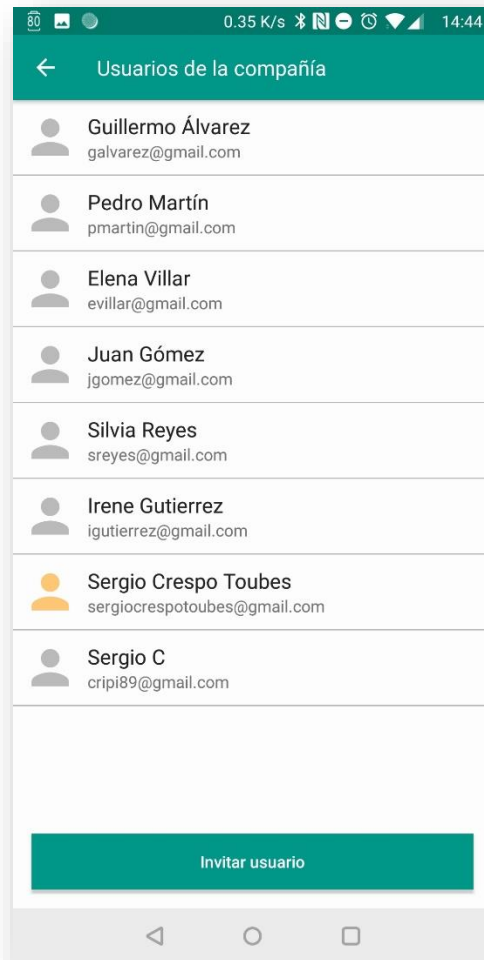 80 0.35 K/s 14:44
Usuarios de la compañía
Guillermo Álvarez
galvarez@gmail.com
Pedro Martín
pmartin@gmail.com
Elena Villar
evillar@gmail.com
Juan Gómez
jgomez@gmail.com
Silvia Reyes
sreyes@gmail.com
Irene Gutierrez
igutierrez@gmail.com
Sergio Crespo Toubes
sergiocrespotoubes@gmail.com
Sergio C
cripi89@gmail.com
Invitar usuario